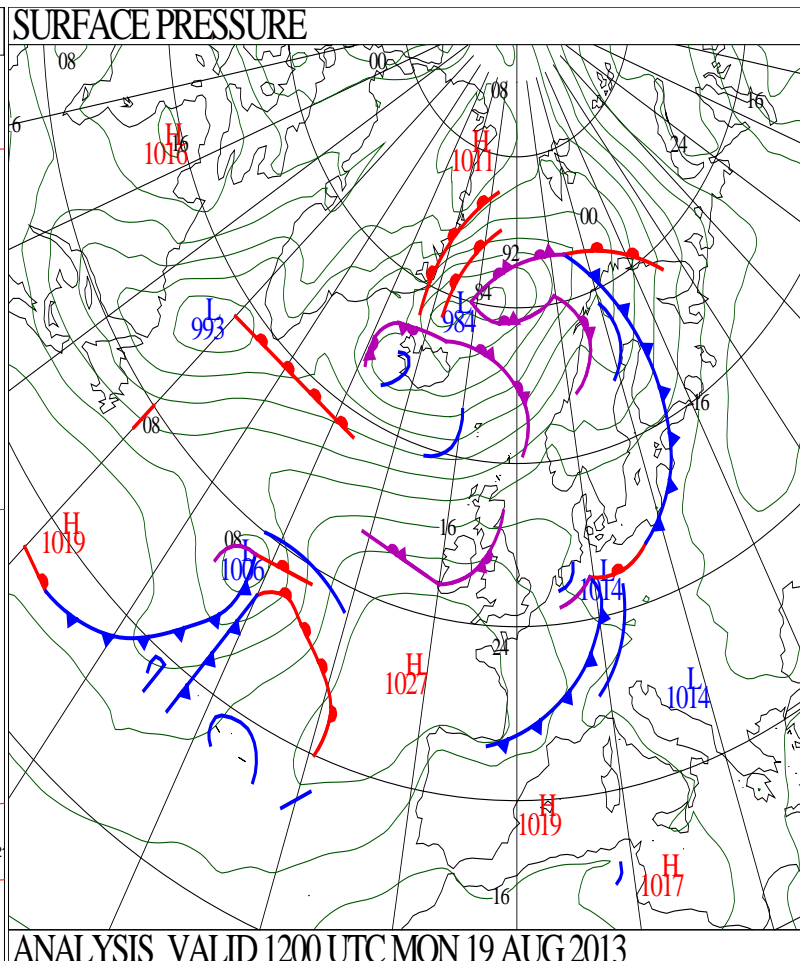 SURFACE PRESSURE
08
00
08
16
6
H
1018
16
H
1011
24
00
92
L
993
L
984
84
16
08
H
1019
08
L
1006
16
L
1014
24
H
1027
L
1014
H
1019
H
1017
16
ANALYSIS VALID 1200 UTC MON 19 AUG 2013